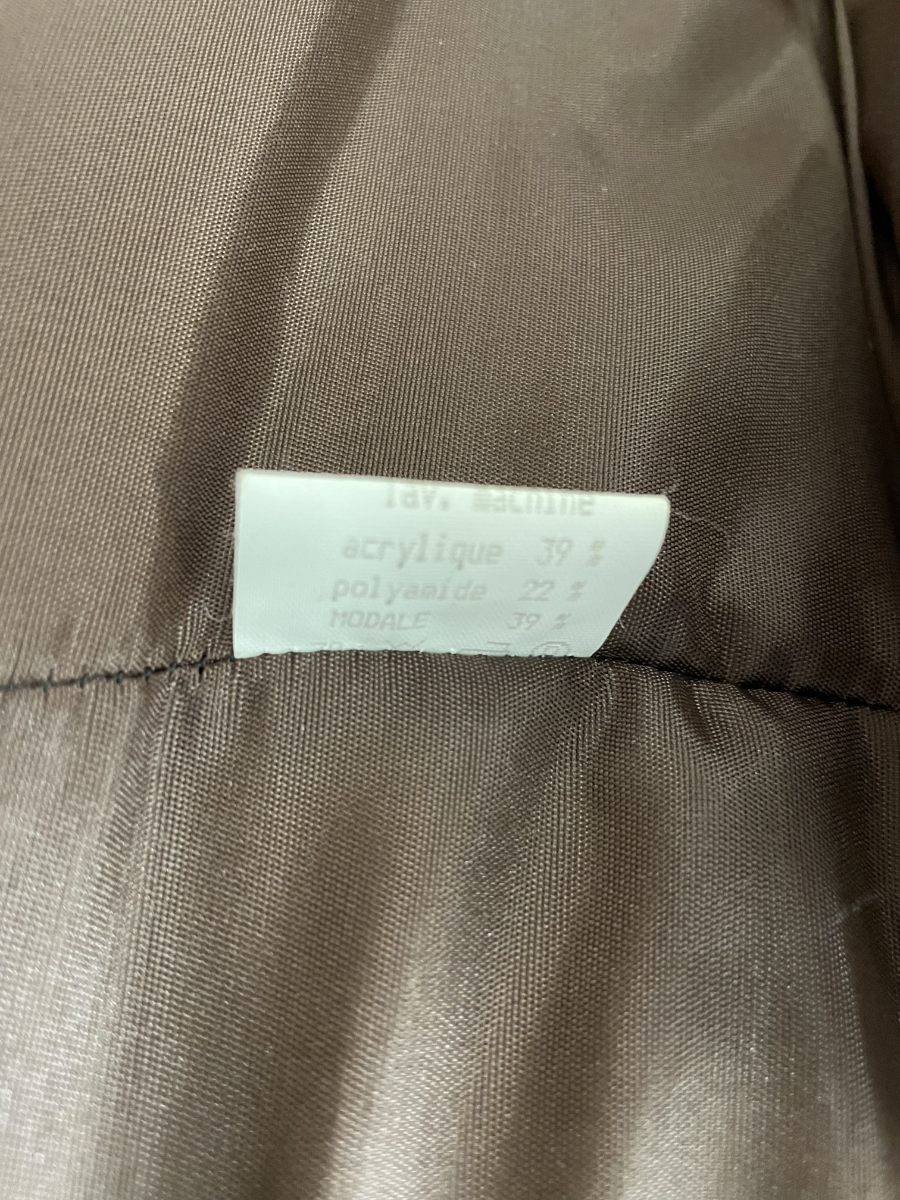 lav. machine
acrylique 39 %
polyamide 22 %
MODALE 39 %